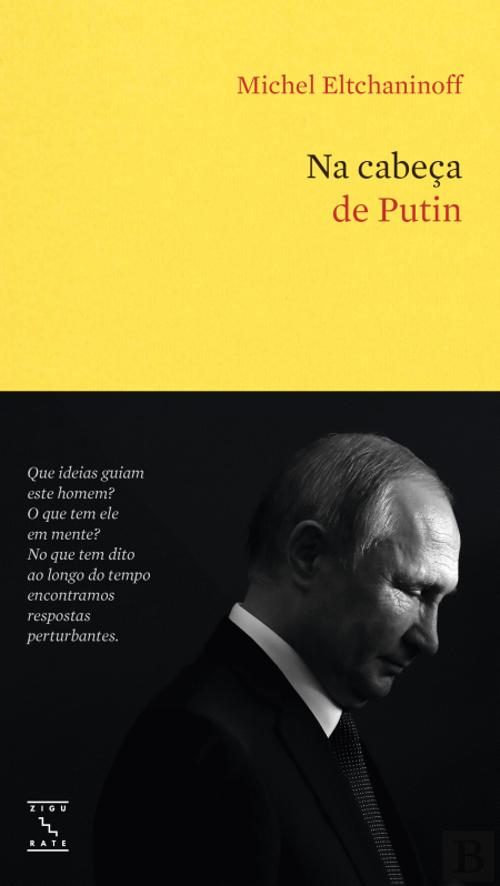 Michel Eltchaninoff
Na cabeça
de Putin
Que ideias guiam
este homem?
O que tem ele
em mente?
No que tem dito
ao longo do tempo
encontramos
respostas
perturbantes.
ZIGU
RATE
B